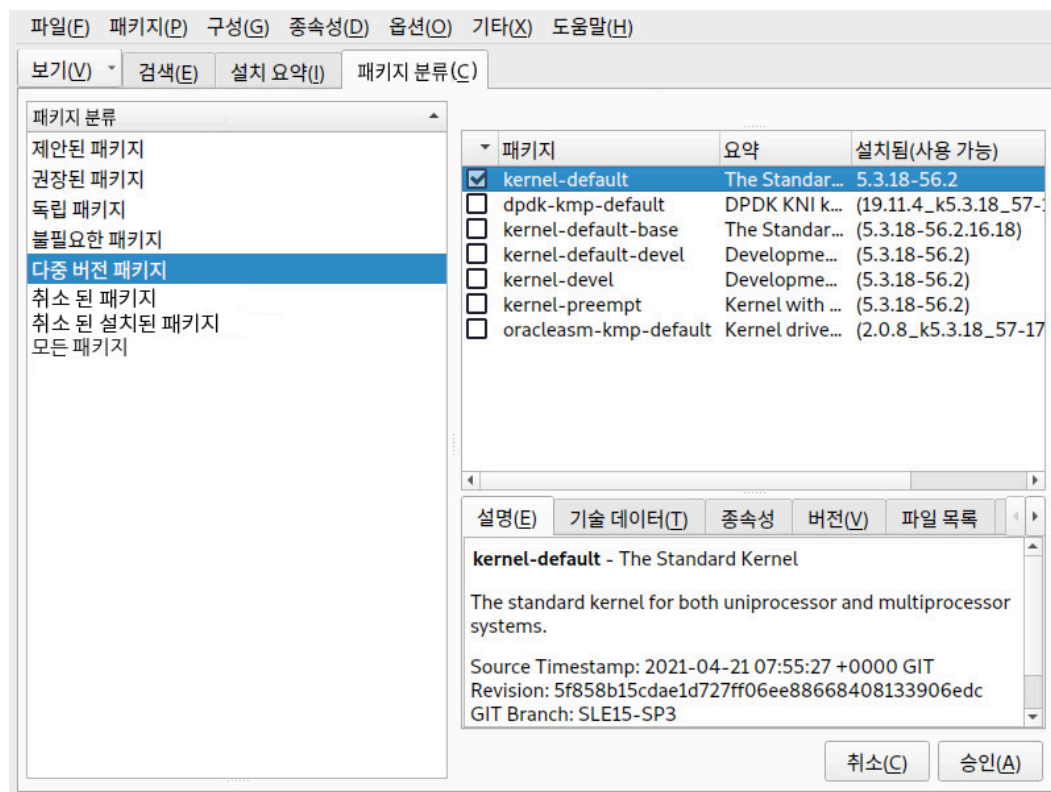 파일(F) 패키지(P) 구성(G) 종속성(D) 옵션(O) 기타(X) 도움말(H)
보기(V) 검색(E) 설치 요약(I) 패키지 분류(C)
패키지 분류
제안된 패키지
권장된 패키지
독립 패키지
불필요한 패키지
다중 버전 패키지
취소 된 패키지
취소 된 설치된 패키지
모든 패키지
패키지 요약 설치됨(사용 가능)
kernel-default The Standar... 5.3.18-56.2
dpdk-kmp-default DPDK KNI k... (19.11.4_k5.3.18_57-
kernel-default-base The Standar... (5.3.18-56.2.16.18)
kernel-default-devel Developme... (5.3.18-56.2)
kernel-devel Developme... (5.3.18-56.2)
kernel-preempt Kernel with ... (5.3.18-56.2)
oracleasm-kmp-default Kernel drive... (2.0.8_k5.3.18_57-17
설명(E) 기술 데이터(T) 종속성 버전(V) 파일 목록
kernel-default - The Standard Kernel
The standard kernel for both uniprocessor and multiprocessor
systems.
Source Timestamp: 2021-04-21 07:55:27 +0000 GIT
Revision: 5f858b15cdae1d727ff06ee88668408133906edc
GIT Branch: SLE15-SP3
취소(C) 승인(A)